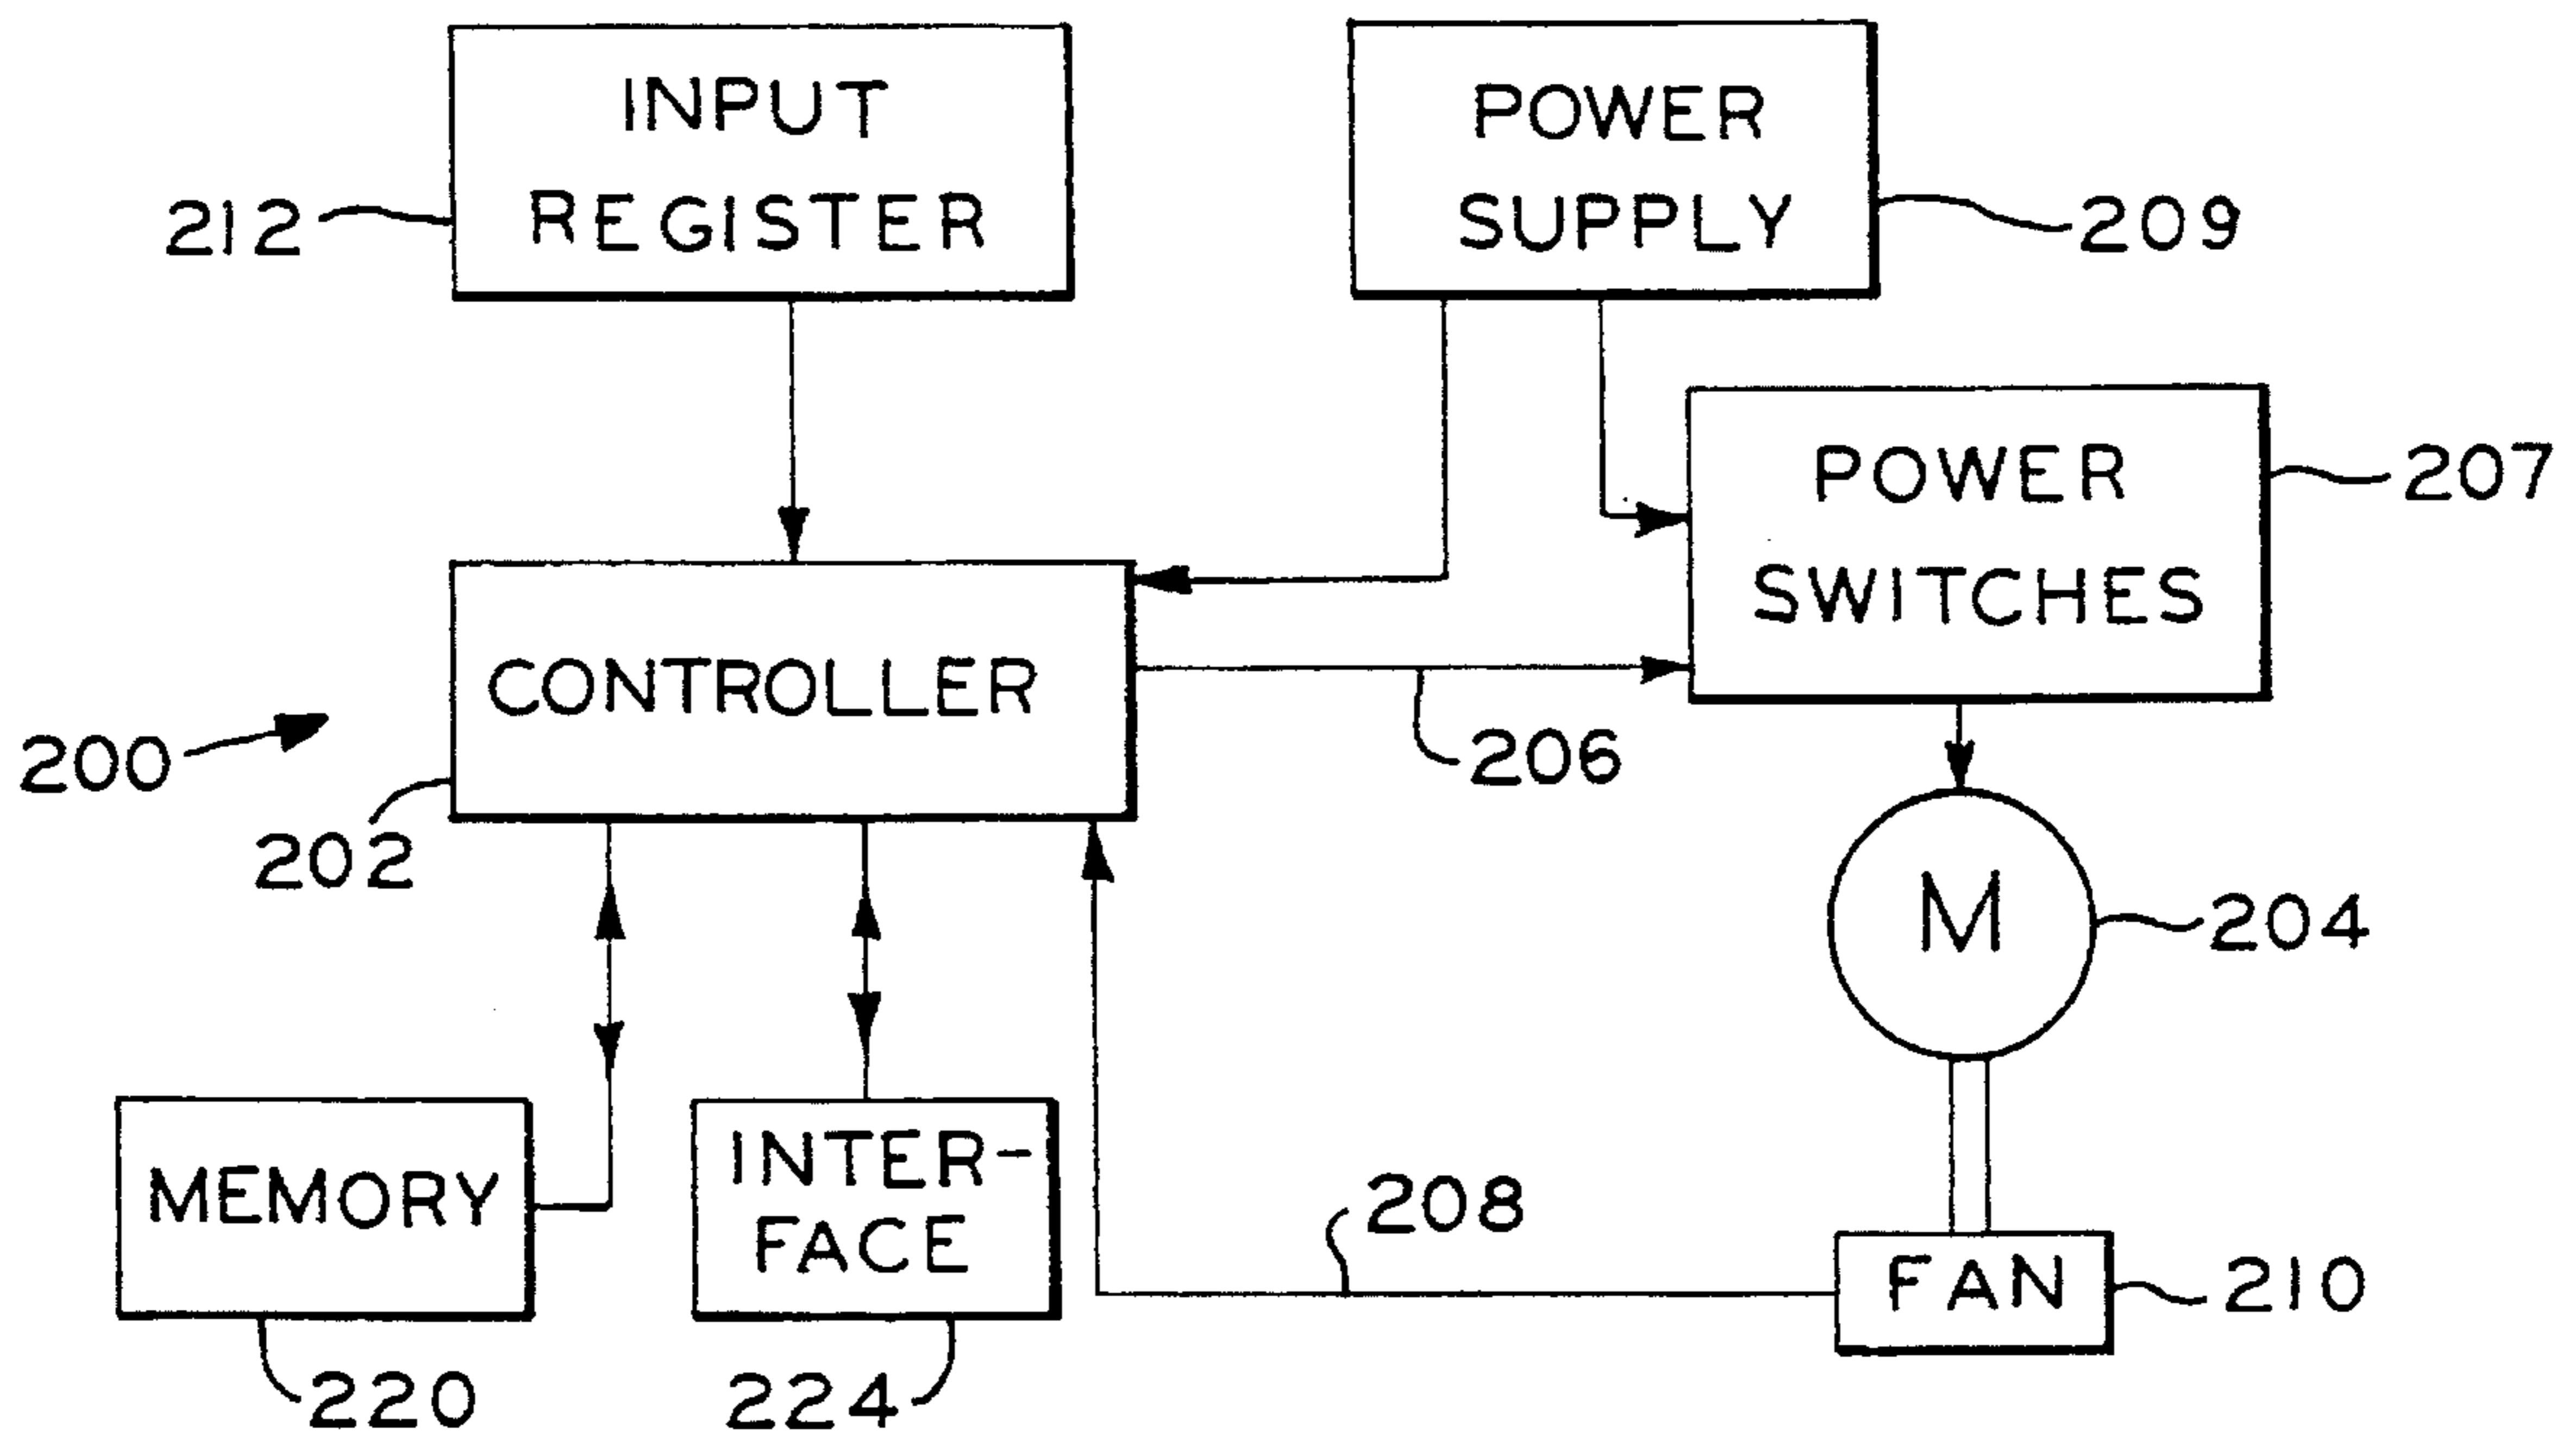 INPUT
REGISTER
212
POWER
SUPPLY
209
POWER
SWITCHES
207
CONTROLLER
200
202
206
M
204
MEMORY
220
INTER-
FACE
224
208
FAN
210